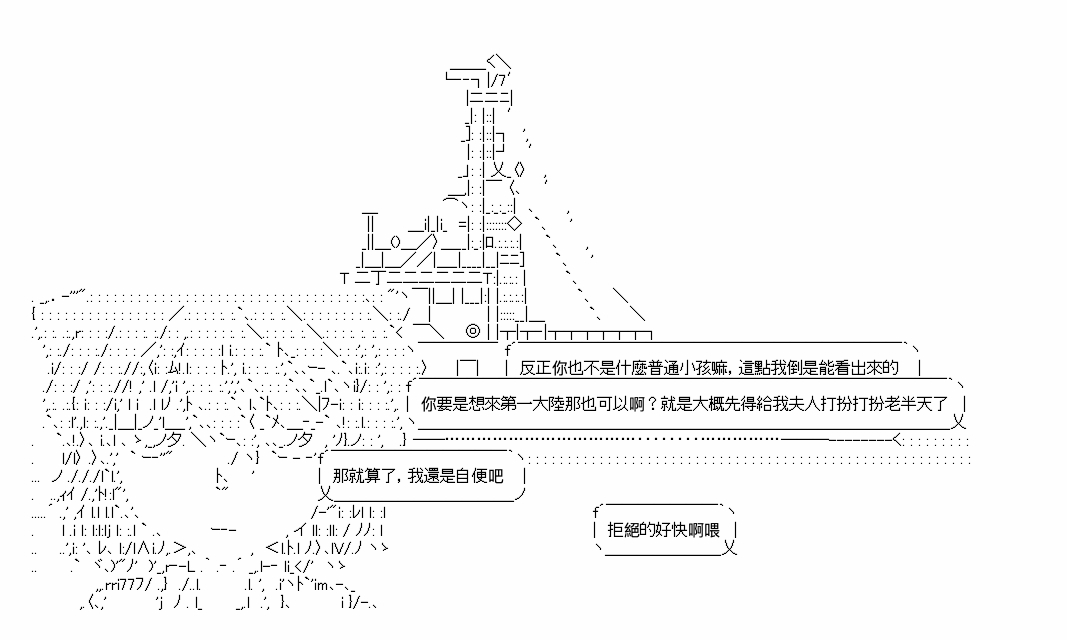 反正你也不是什麼普通小孩嘛，這點我倒是能看出來的
你要是想來第一大陸那也可以啊？就是大概先得給我夫人打扮打扮老半天了
那就算了，我還是自便吧
拒絕的好快啊喂